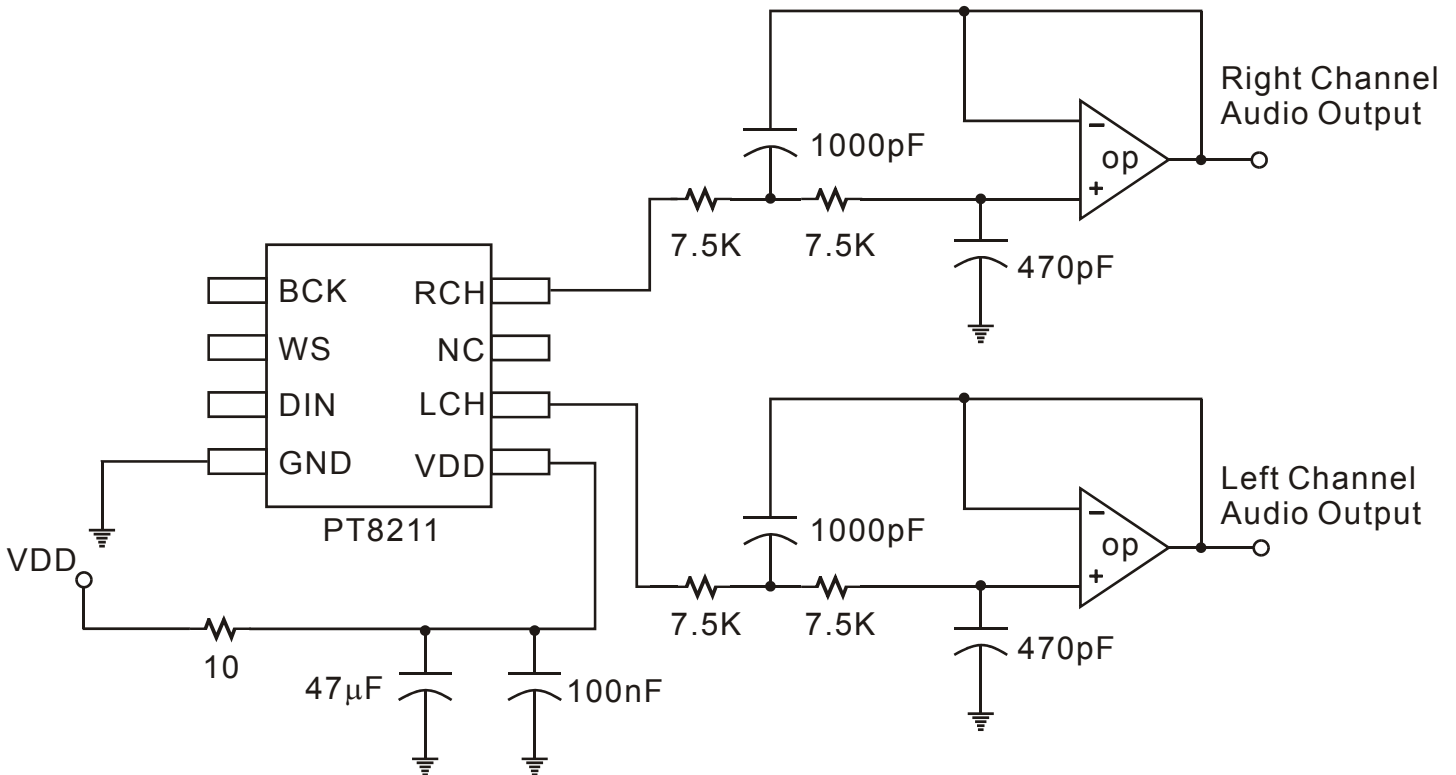 Right Channel
Audio Output
1000pF
op
−
+
7.5K
7.5K
470pF
BCK
RCH
WS
NC
DIN
LCH
GND
VDD
PT8211
Left Channel
Audio Output
1000pF
op
−
+
7.5K
7.5K
470pF
VDD
10
47μF
100nF